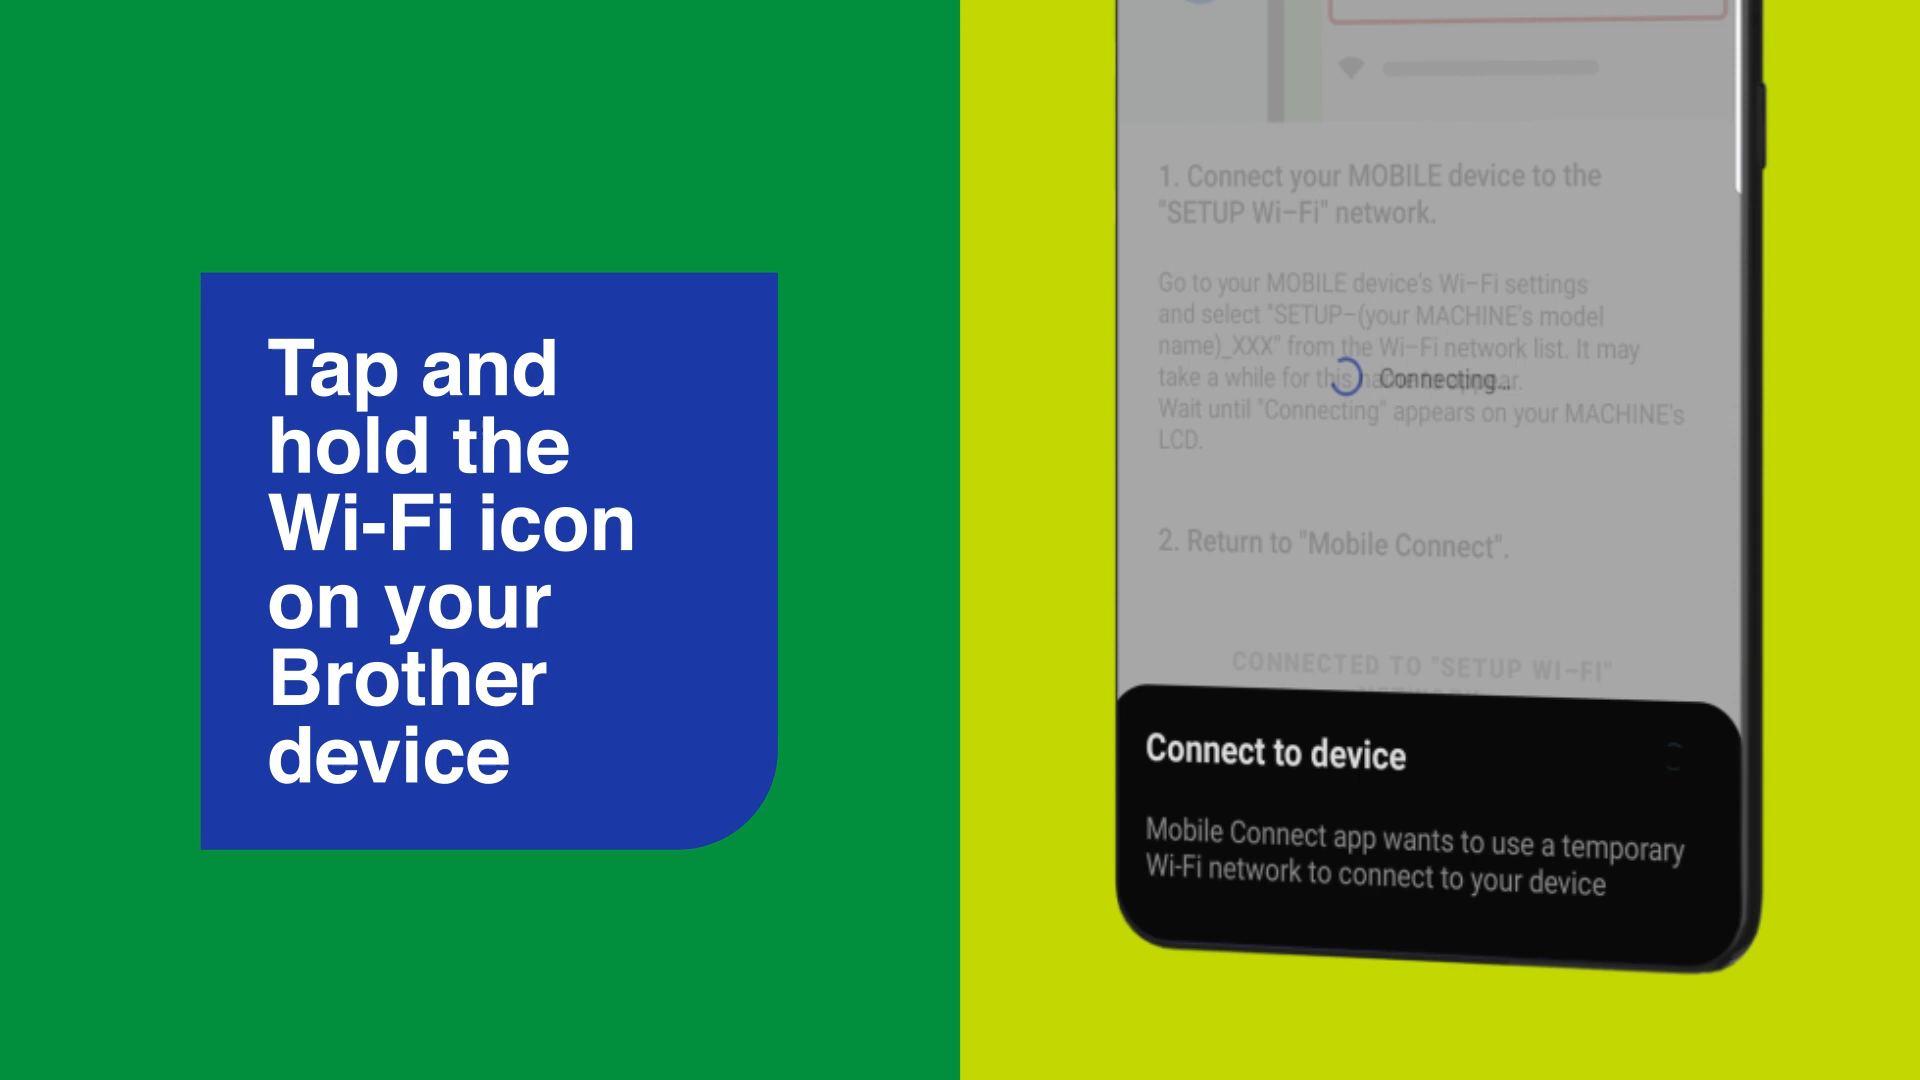 Tap and
hold the
Wi-Fi icon
on your
Brother
device
1. Connect your MOBILE device to the
"SETUP Wi-Fi" network.
Go to your MOBILE device's Wi-Fi settings
and select "SETUP-(your MACHINE's model
name)_XXX" from the Wi-Fi network list. It may
take a while for this name to appear.
Connecting...
Wait until "Connecting" appears on your MACHINE's
LCD.
2. Return to "Mobile Connect".
CONNECTED TO "SETUP WI-FI"
Connect to device
Mobile Connect app wants to use a temporary
Wi-Fi network to connect to your device